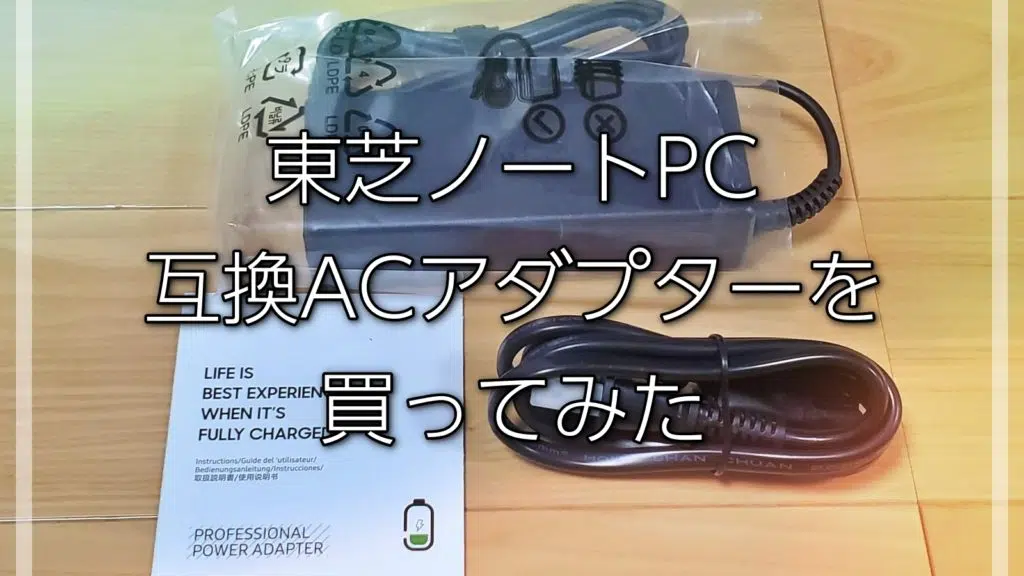 LDPE
LDPE
LDPE
東芝ノートPC
互換ACアダプターを
買ってみた
LIFE IS
BEST EXPERIEN
WHEN IT'S
FULLY CHARGED
Instructions/Guide del 'utilisateur/
Bedienungsanleitung/Instrucciones/
取扱説明書/使用说明书
PROFESSIONAL
POWER ADAPTER